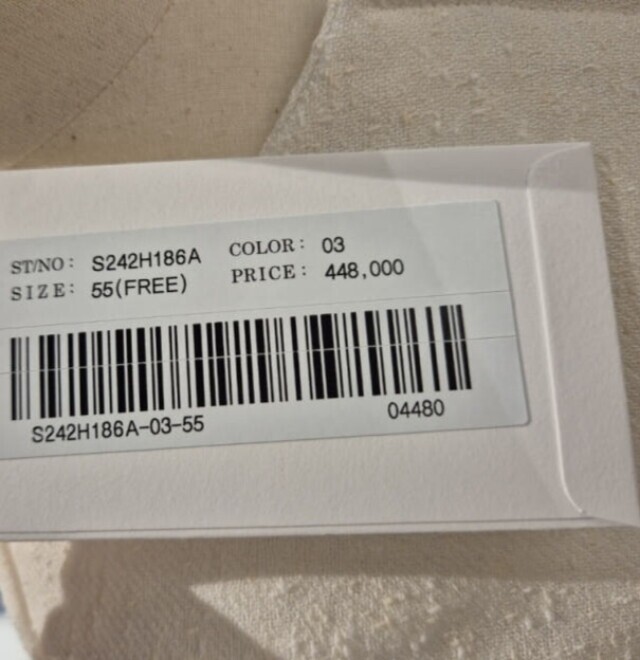 ST/NO: S242H186A COLOR: 03
SIZE: 55(FREE) PRICE: 448,000
S242H186A-03-55 04480